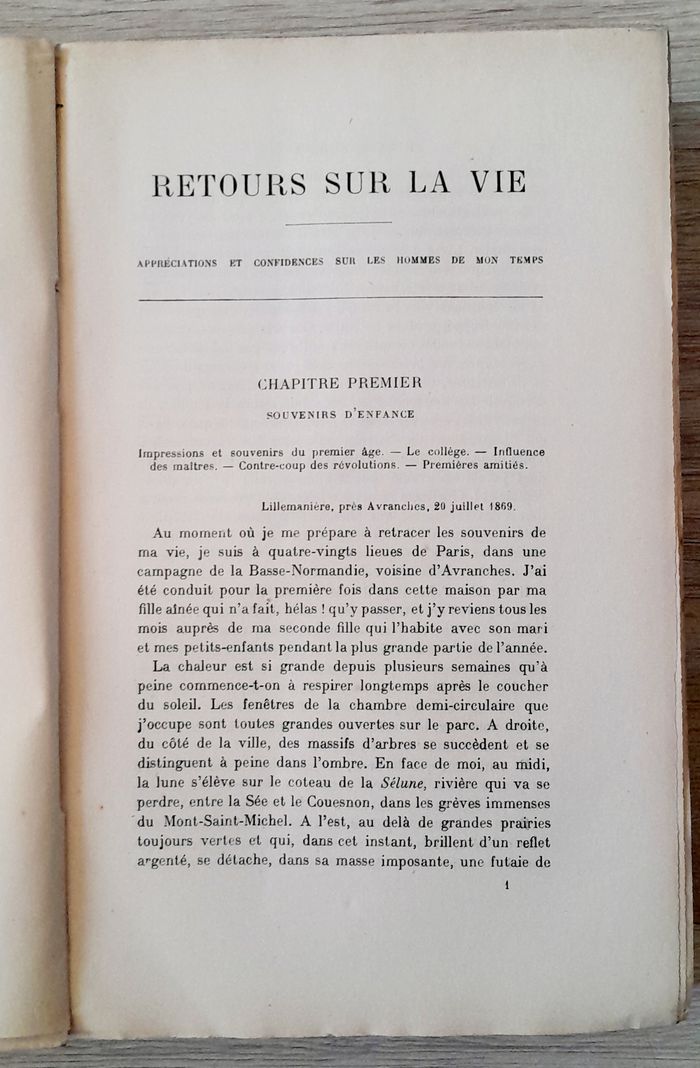 RETOURS SUR LA VIE
APPRÉCIATIONS ET CONFIDENCES SUR LES HOMMES DE MON TEMPS
CHAPITRE PREMIER
SOUVENIRS D'ENFANCE
Impressions et souvenirs du premier âge. — Le collège. — Influence
des maîtres. — Contre-coup des révolutions. — Premières amitiés.
Lillemanière, près Avranches, 20 juillet 1869.
Au moment où je me prépare à retracer les souvenirs de
ma vie, je suis à quatre-vingts lieues de Paris, dans une
campagne de la Basse-Normandie, voisine d'Avranches. J'ai
été conduit pour la première fois dans cette maison par ma
fille aînée qui n'a fait, hélas ! qu'y passer, et j'y reviens tous les
mois auprès de ma seconde fille qui l'habite avec son mari
et mes petits-enfants pendant la plus grande partie de l'année.
La chaleur est si grande depuis plusieurs semaines qu'à
peine commence-t-on à respirer longtemps après le coucher
du soleil. Les fenêtres de la chambre demi-circulaire que
j'occupe sont toutes grandes ouvertes sur le parc. A droite,
du côté de la ville, des massifs d'arbres se succèdent et se
distinguent à peine dans l'ombre. En face de moi, au midi,
la lune s'élève sur le coteau de la Sélune, rivière qui va se
perdre, entre la Sée et le Couesnon, dans les grèves immenses
du Mont-Saint-Michel. A l'est, au delà de grandes prairies
toujours vertes et qui, dans cet instant, brillent d'un reflet
argenté, se détache, dans sa masse imposante, une futaie de
1